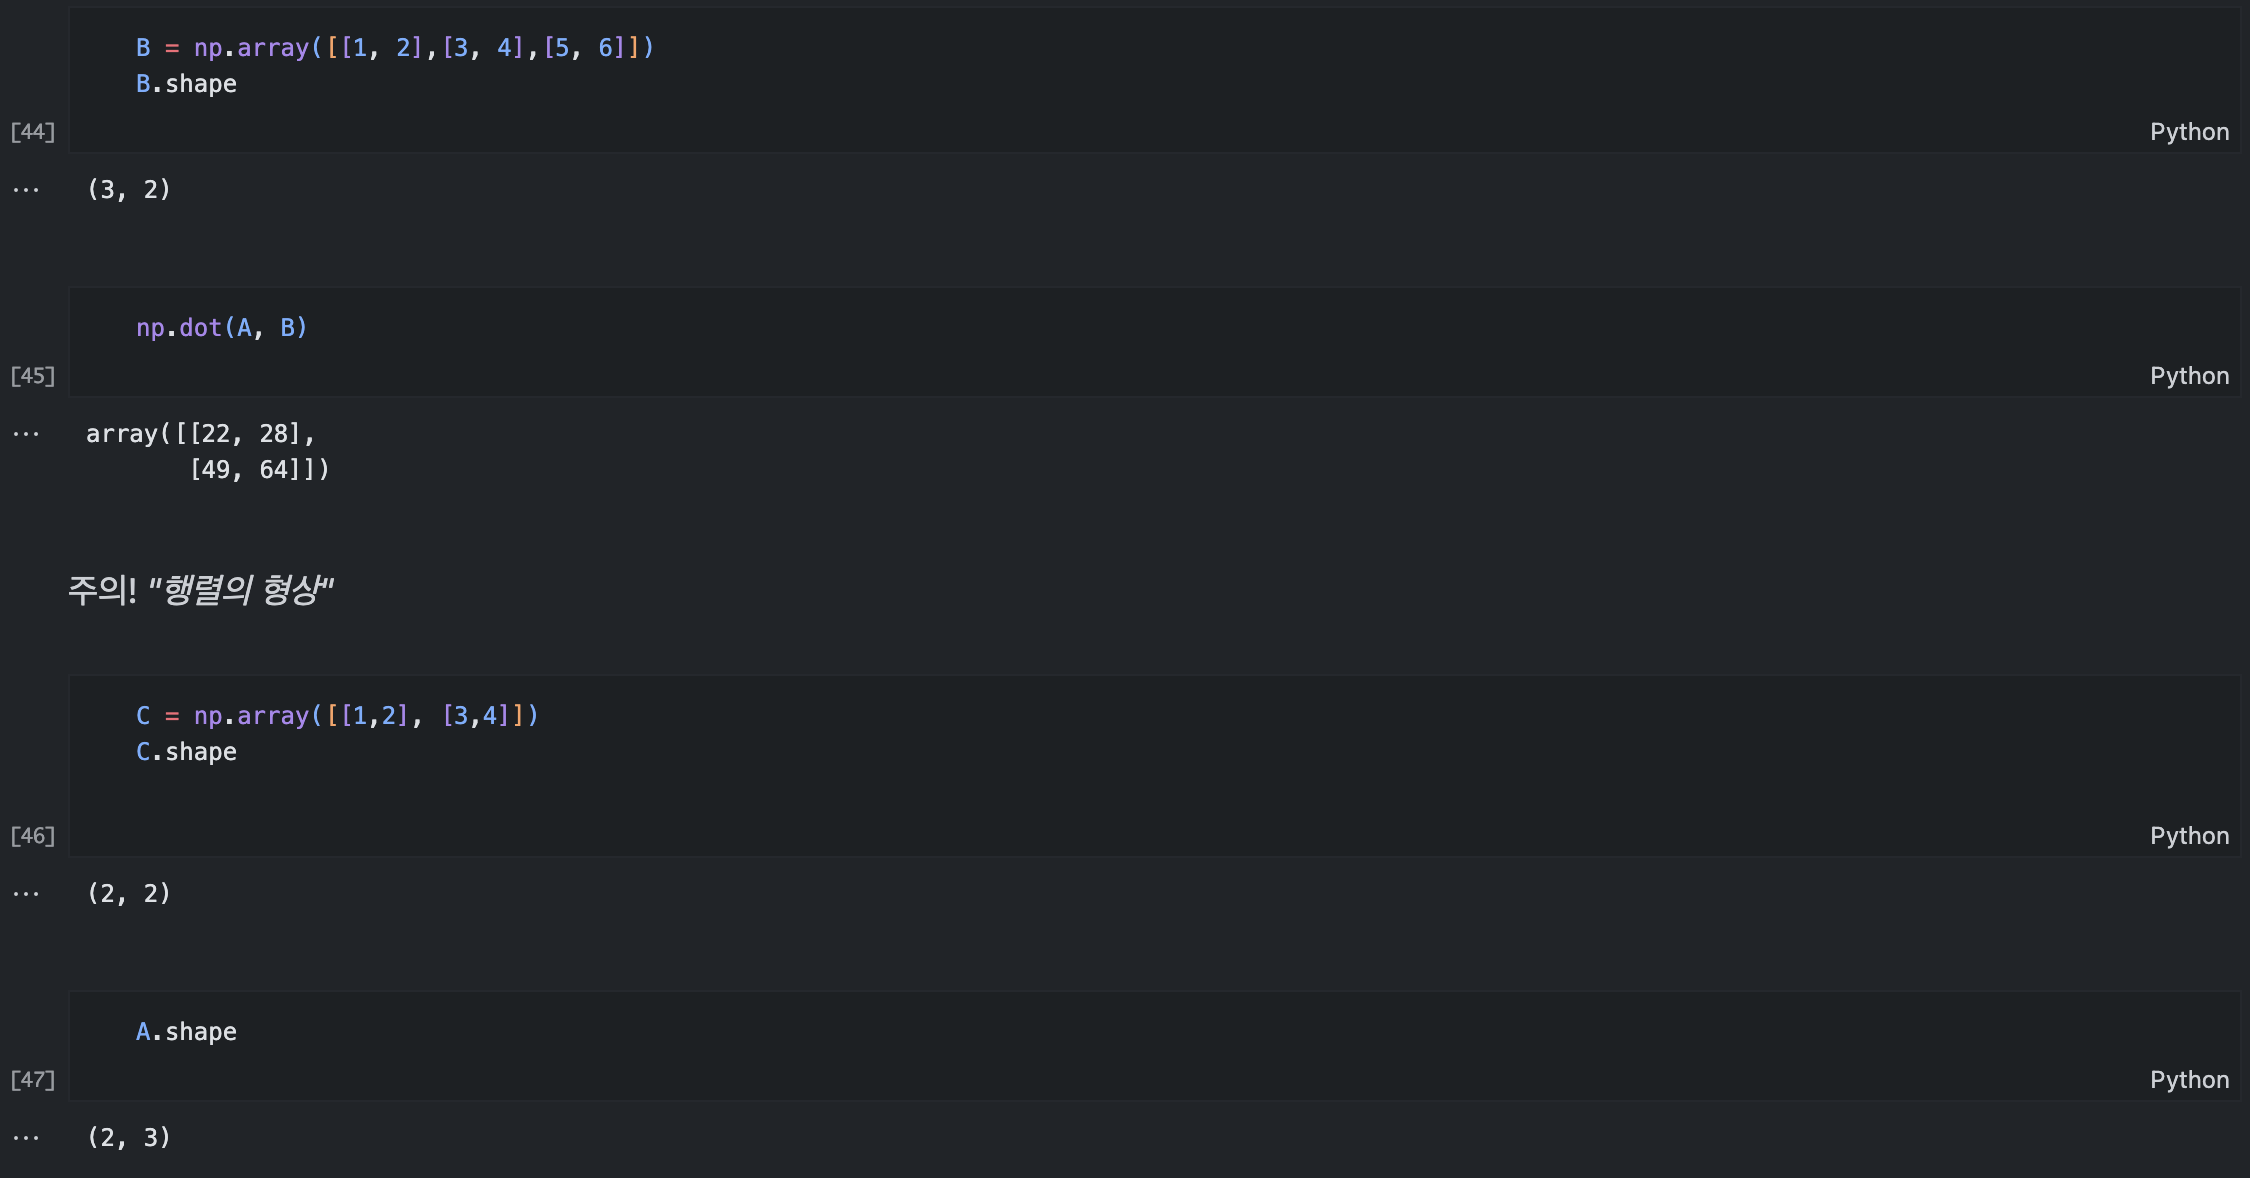 B = np.array([[1, 2],[3, 4],[5, 6]])
B.shape
[44]
Python
... (3, 2)
np.dot(A, B)
[45]
Python
... array([[22, 28],
[49, 64]])
주의! "행렬의 형상"
C = np.array([[1,2], [3,4]])
C.shape
[46]
Python
... (2, 2)
A.shape
[47]
Python
... (2, 3)